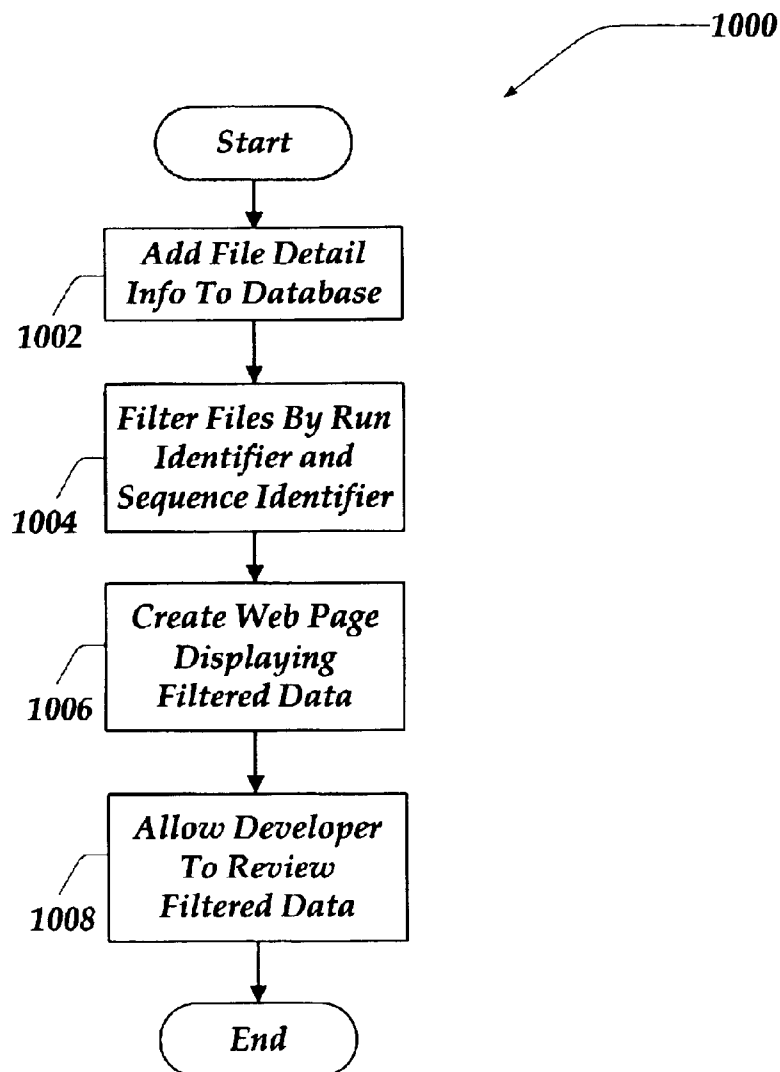 1000
Start
Add File Detail
Info To Database
1002
Filter Files By Run
Identifier and
Sequence Identifier
1004
Create Web Page
Displaying
Filtered Data
1006
Allow Developer
To Review
Filtered Data
1008
End